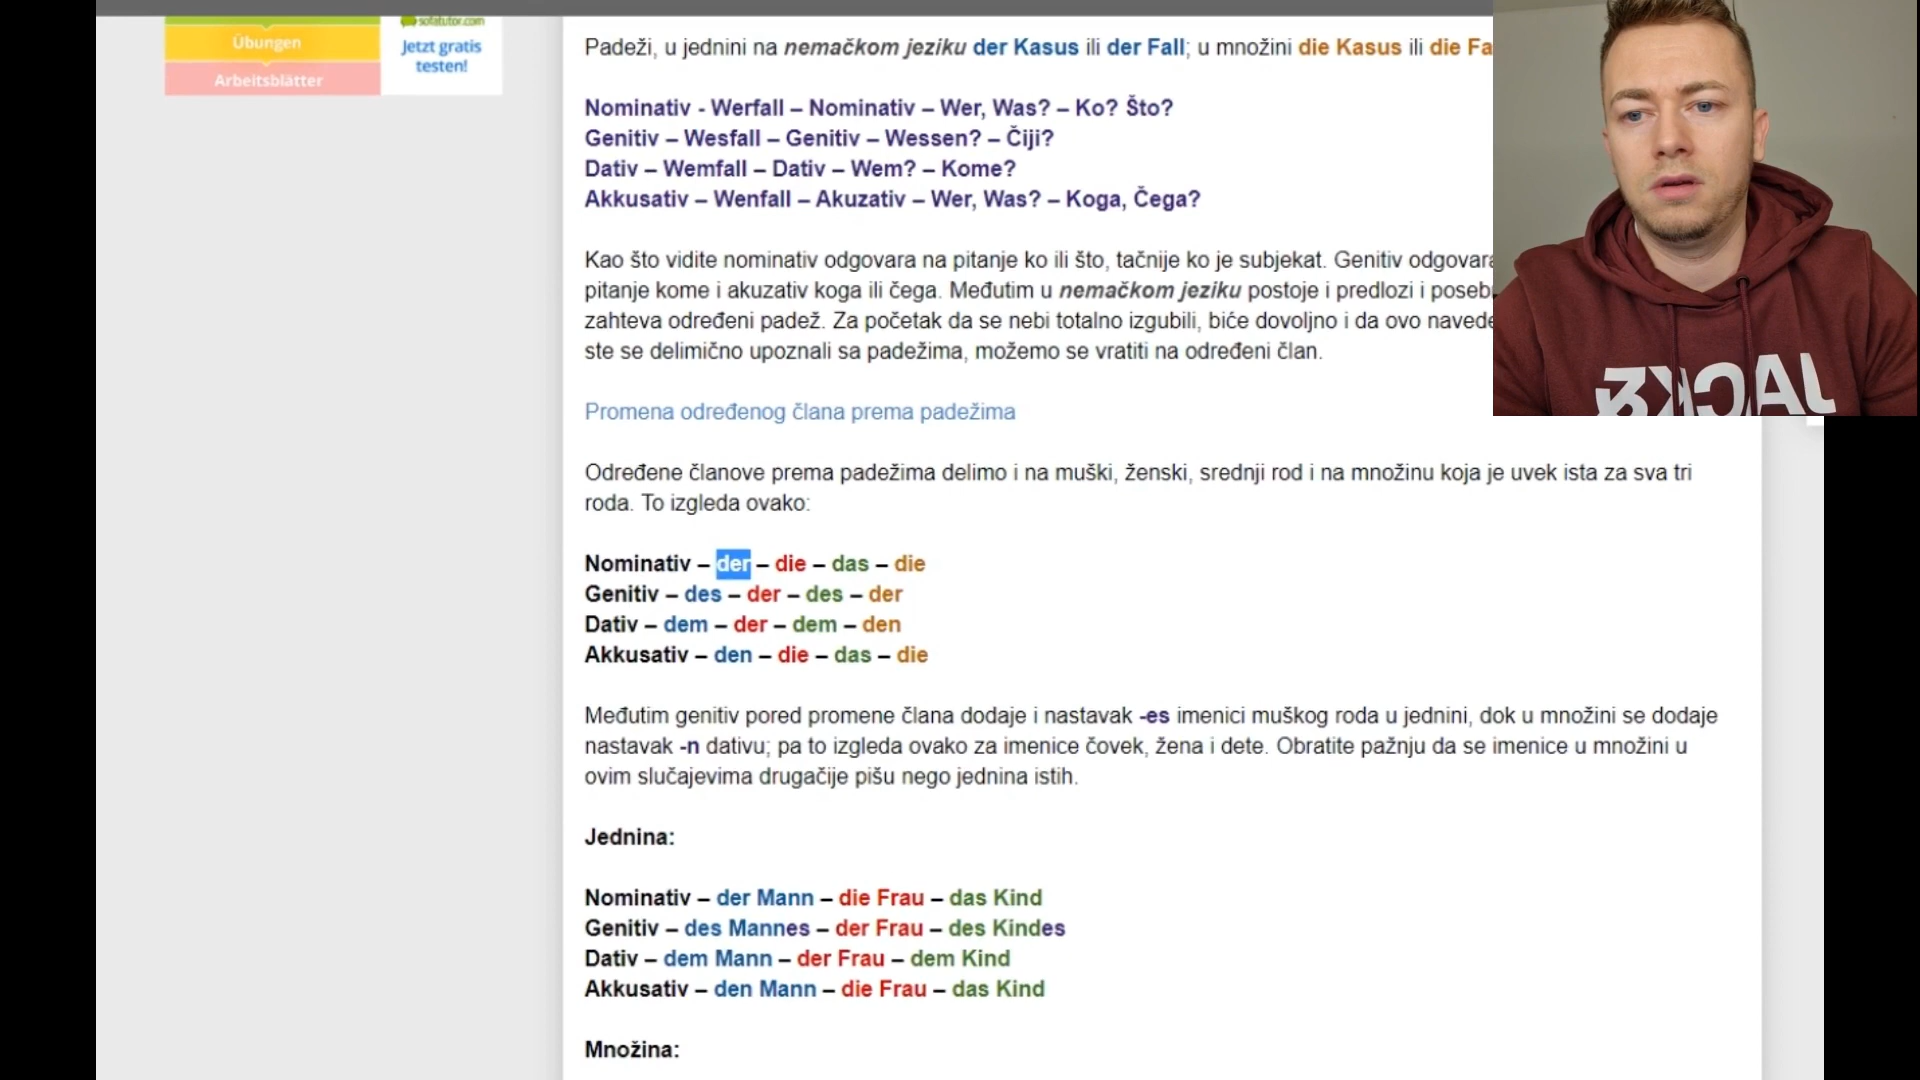 sofatutor.com
Übungen
Jetzt gratis
testen!
Arbeitsblätter
Padeži, u jednini na nemačkom jeziku der Kasus ili der Fall; u množini die Kasus ili die Fa
Nominativ - Werfall – Nominativ – Wer, Was? – Ko? Što?
Genitiv – Wesfall – Genitiv – Wessen? – Čiji?
Dativ – Wemfall – Dativ – Wem? – Kome?
Akkusativ – Wenfall – Akuzativ – Wer, Was? – Koga, Čega?
Kao što vidite nominativ odgovara na pitanje ko ili što, tačnije ko je subjekat. Genitiv odgovara
pitanje kome i akuzativ koga ili čega. Međutim u nemačkom jeziku postoje i predlozi i poseb
zahteva određeni padež. Za početak da se nebi totalno izgubili, biće dovoljno i da ovo navede
ste se delimično upoznali sa padežima, možemo se vratiti na određeni član.
Promena određenog člana prema padežima
Određene članove prema padežima delimo i na muški, ženski, srednji rod i na množinu koja je uvek ista za sva tri
roda. To izgleda ovako:
Nominativ – der – die – das – die
Genitiv – des – der – des – der
Dativ – dem – der – dem – den
Akkusativ – den – die – das – die
Međutim genitiv pored promene člana dodaje i nastavak -es imenici muškog roda u jednini, dok u množini se dodaje
nastavak -n dativu; pa to izgleda ovako za imenice čovek, žena i dete. Obratite pažnju da se imenice u množini u
ovim slučajevima drugačije pišu nego jednina istih.
Jednina:
Nominativ – der Mann – die Frau – das Kind
Genitiv – des Mannes – der Frau – des Kindes
Dativ – dem Mann – der Frau – dem Kind
Akkusativ – den Mann – die Frau – das Kind
Množina: